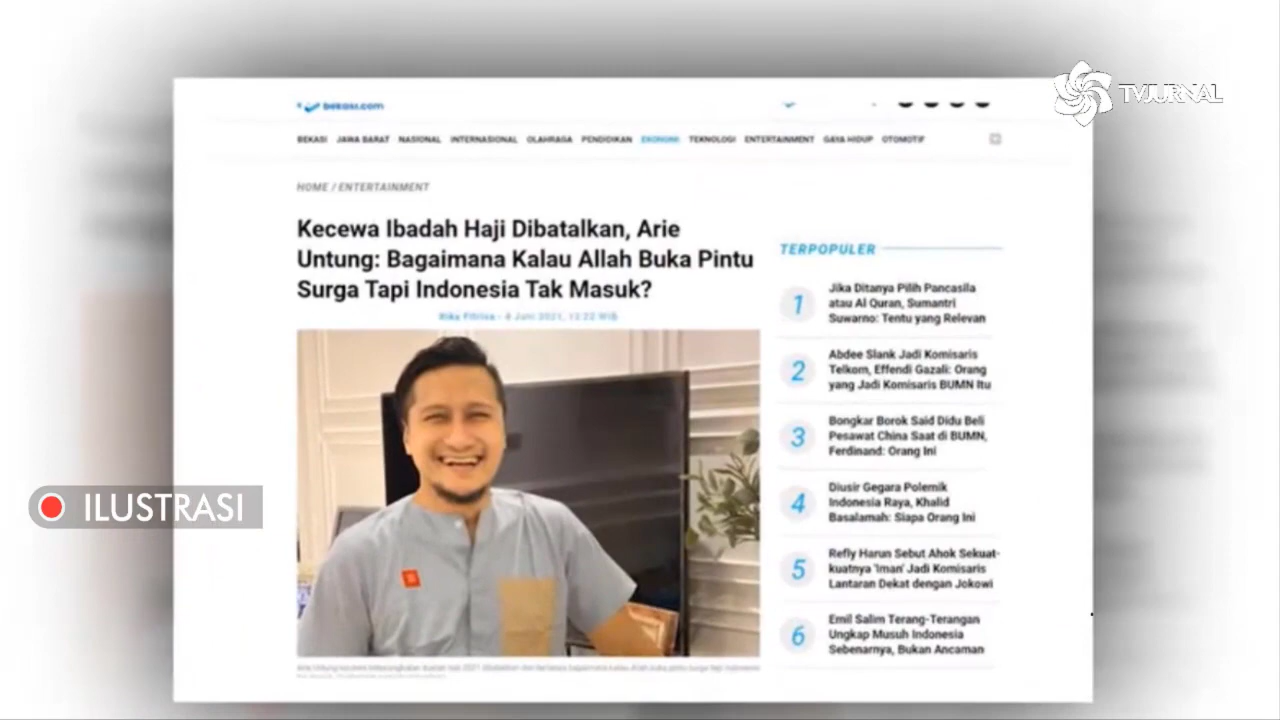 TVJURNAL
bekasi.com
BEKASI JAWA BARAT NASIONAL INTERNASIONAL OLAHRAGA PENDIDIKAN EKONOMI TEKNOLOGI ENTERTAINMENT GAYA HIDUP OTOMOTIF
HOME / ENTERTAINMENT
Kecewa Ibadah Haji Dibatalkan, Arie
Untung: Bagaimana Kalau Allah Buka Pintu
Surga Tapi Indonesia Tak Masuk?
Juni 2021, 12:22 WIB
TERPOPULER
1
Jika Ditanya Pilih Pancasila
atau Al Quran, Sumantri
Suwarno: Tentu yang Relevan
2
Abdee Slank Jadi Komisaris
Telkom, Effendi Gazali: Orang
yang Jadi Komisaris BUMN Itu
3
Bongkar Borok Said Didu Beli
Pesawat China Saat di BUMN,
Ferdinand: Orang Ini
4
Diusir Gegara Polemik
Indonesia Raya, Khalid
Basalamah: Siapa Orang Ini
5
Refly Harun Sebut Ahok Sekuat-
kuatnya 'Iman' Jadi Komisaris
Lantaran Dekat dengan Jokowi
6
Emil Salim Terang-Terangan
Ungkap Musuh Indonesia
Sebenarnya, Bukan Ancaman
ILUSTRASI